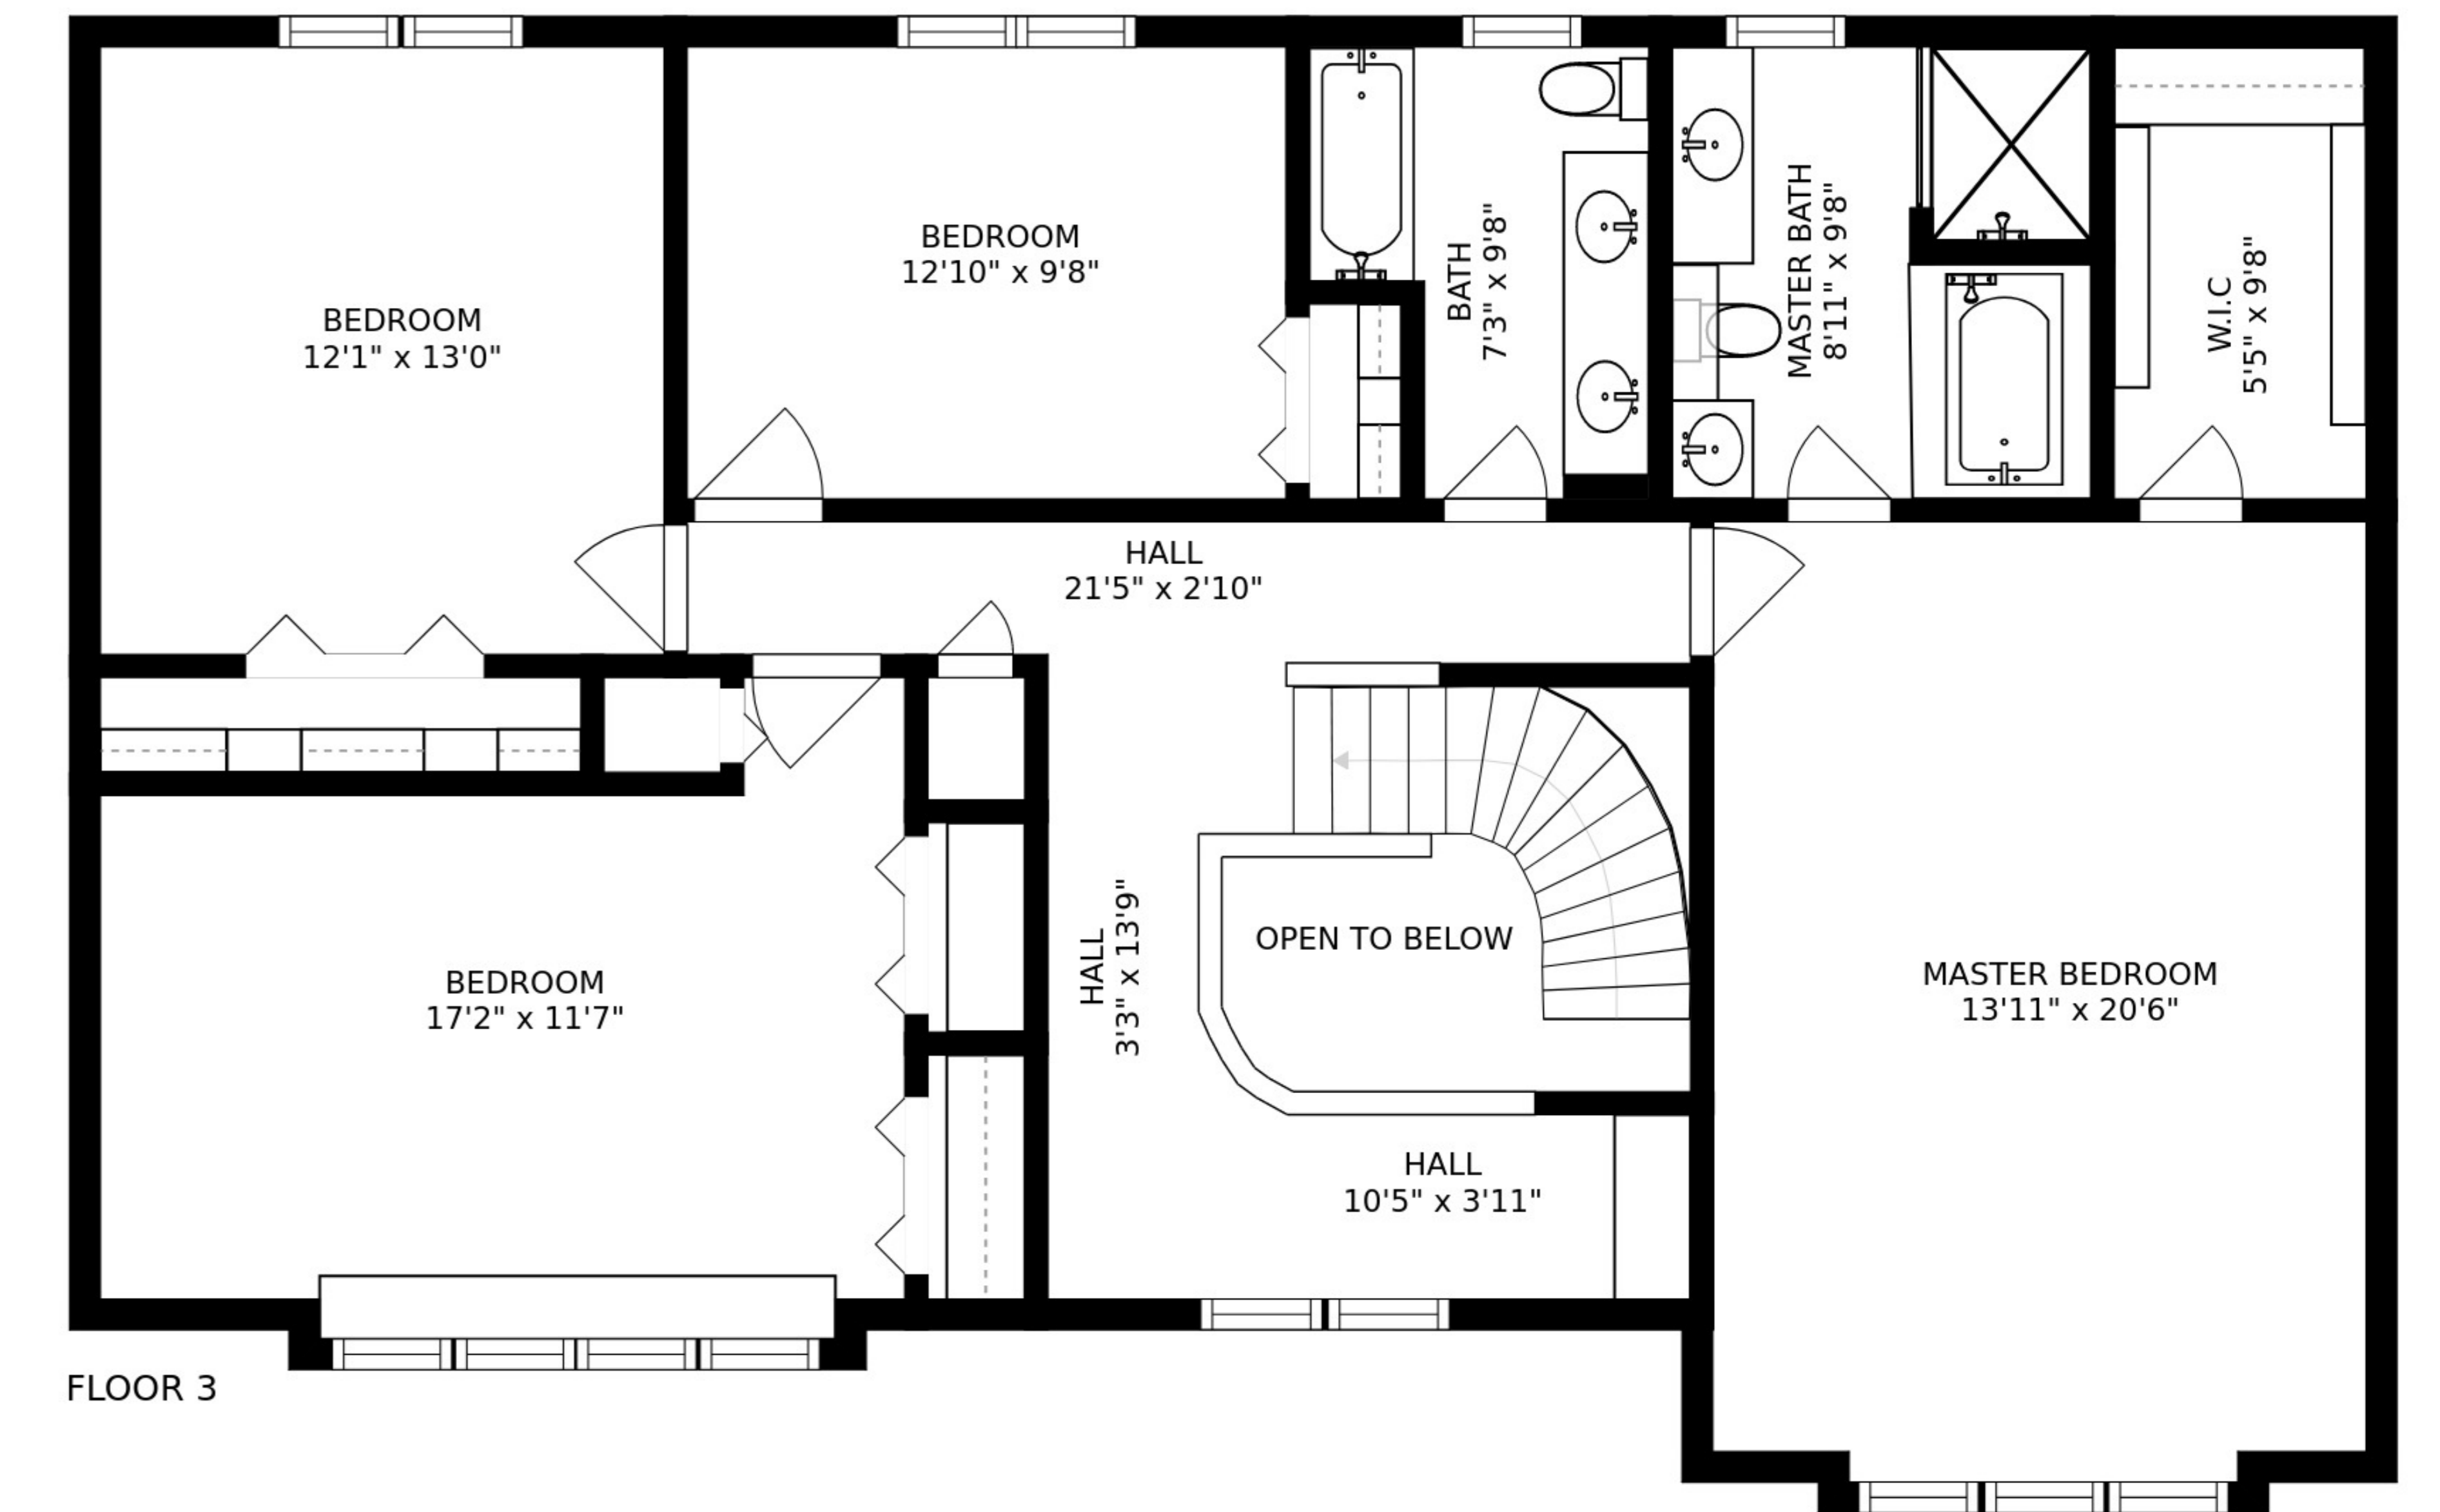 BEDROOM
12'1" x 13'0"
BEDROOM
12'10" x 9'8"
BATH
7'3" x 9'8"
MASTER BATH
8'11" x 9'8"
W.I.C
5'5" x 9'8"
HALL
21'5" x 2'10"
BEDROOM
17'2" x 11'7"
HALL
3'3" x 13'9"
OPEN TO BELOW
MASTER BEDROOM
13'11" x 20'6"
HALL
10'5" x 3'11"
FLOOR 3